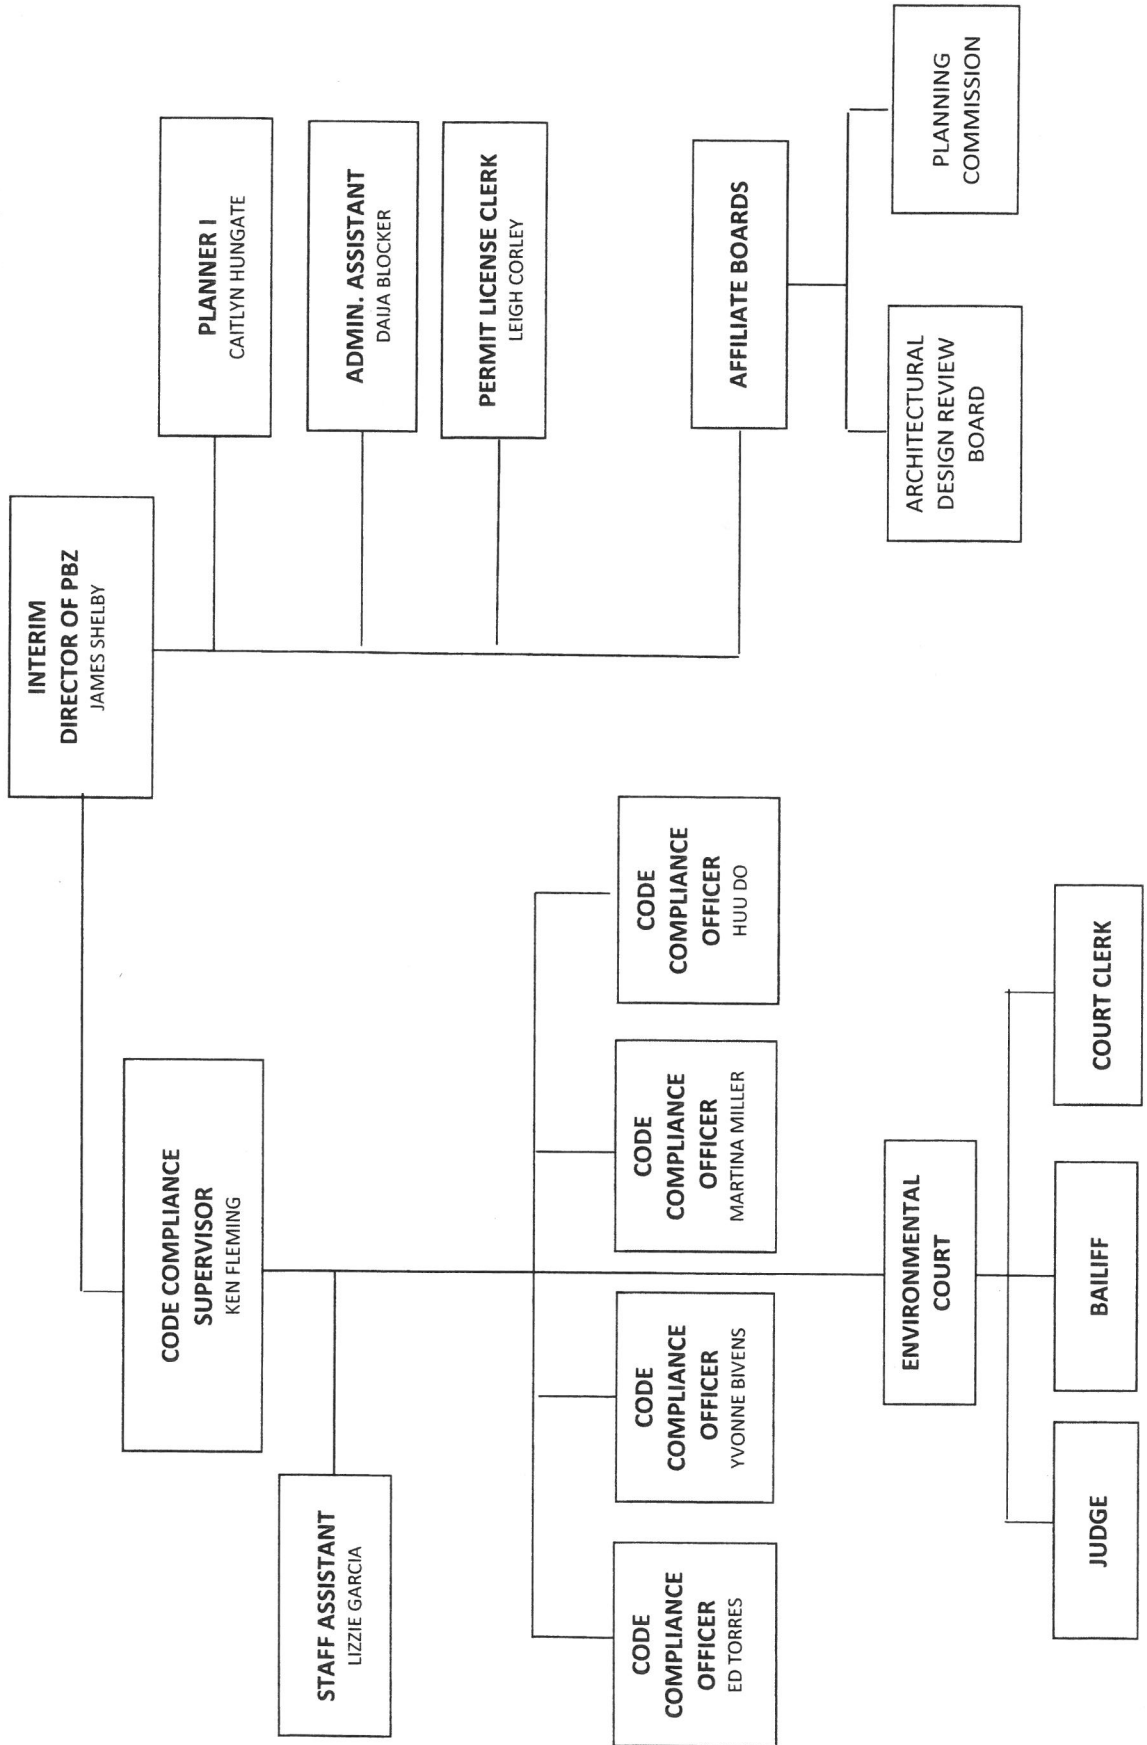 INTERIM
DIRECTOR OF PBZ
JAMES SHELBY
CODE COMPLIANCE
SUPERVISOR
KEN FLEMING
STAFF ASSISTANT
LIZZIE GARCIA
CODE
COMPLIANCE
OFFICER
ED TORRES
CODE
COMPLIANCE
OFFICER
YVONNE BIVENS
CODE
COMPLIANCE
OFFICER
MARTINA MILLER
CODE
COMPLIANCE
OFFICER
HUU DO
ENVIRONMENTAL
COURT
JUDGE
BAILIFF
COURT CLERK
PLANNER I
CAITLYN HUNGATE
ADMIN. ASSISTANT
DAIJA BLOCKER
PERMIT LICENSE CLERK
LEIGH CORLEY
AFFILIATE BOARDS
ARCHITECTURAL
DESIGN REVIEW
BOARD
PLANNING
COMMISSION